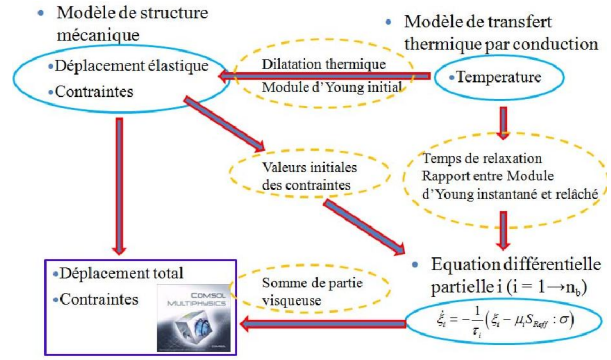 • Modèle de structure
mécanique
• Déplacement élastique
• Contraintes
Dilatation thermique
Module d'Young initial
• Modèle de transfert
thermique par conduction
• Temperature
Valeurs initiales
des contraintes
Temps de relaxation
Rapport entre Module
d'Young instantané et relâché
• Equation différentielle
partielle i (i = 1→n_b)
ξ̇_i = -1/τ_i (ξ_i - μ_i S_Reff : σ)
Somme de partie
visqueuse
• Déplacement total
• Contraintes
COMSOL
MULTIPHYSICS